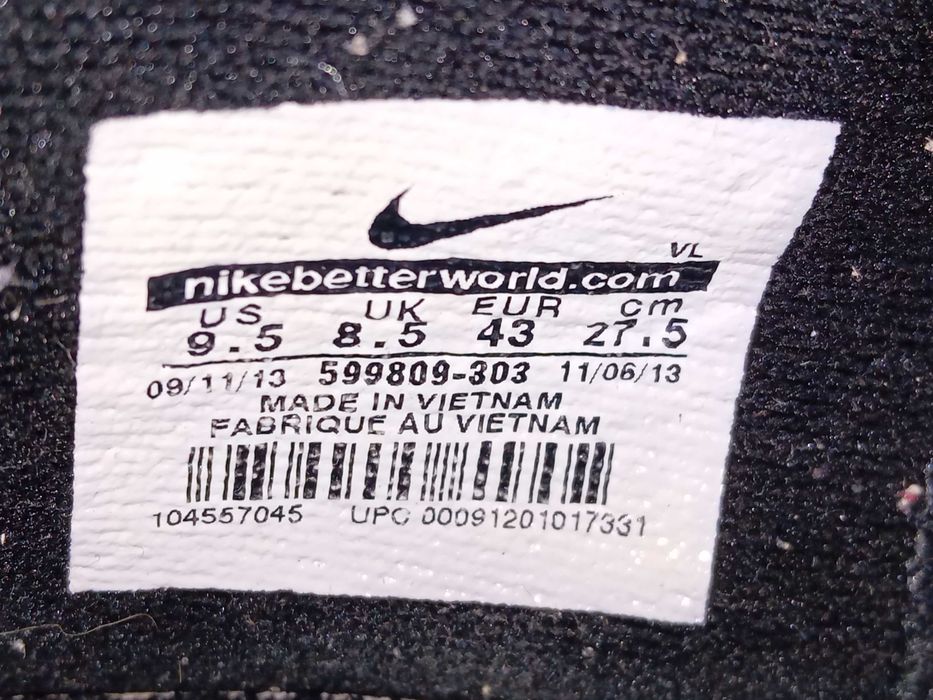 VL
nikebetterworld.com
US UK EUR cm
9.5 8.5 43 27.5
09/11/13 599809-303 11/06/13
MADE IN VIETNAM
FABRIQUE AU VIETNAM
104557045 UPC 00091201017331